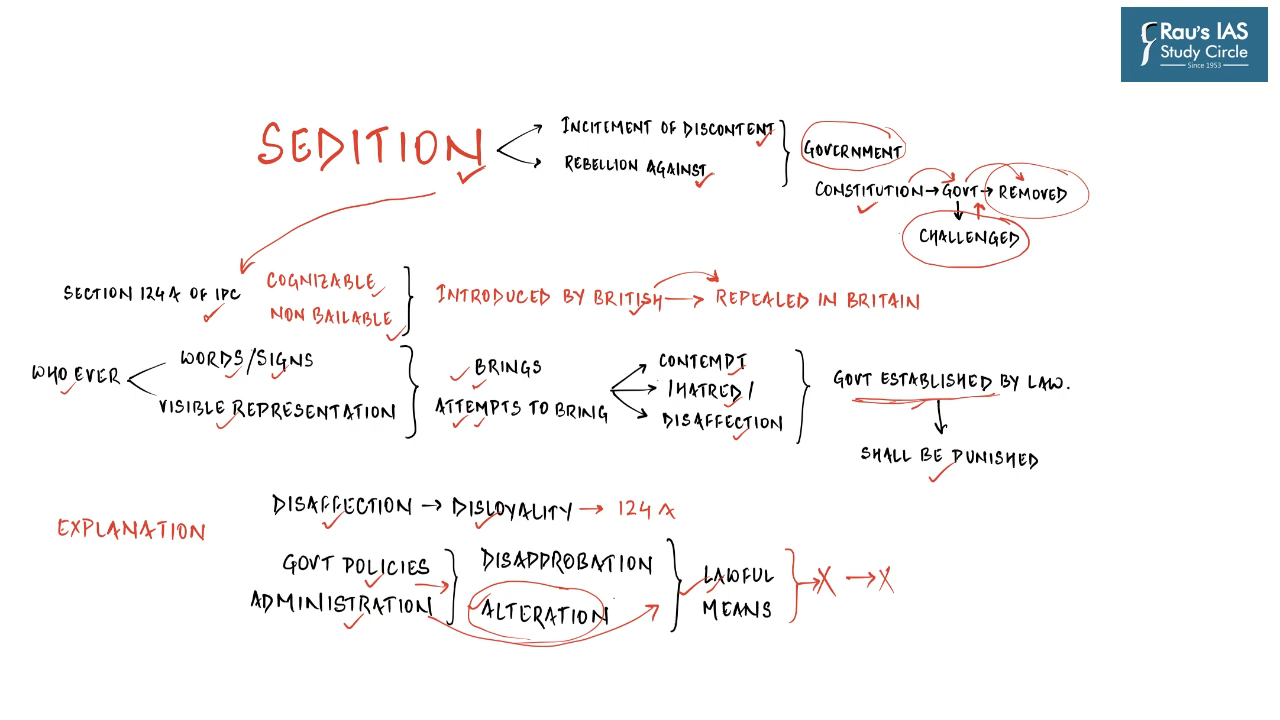 Rau's IAS
Study Circle
Since 1953
SEDITION
INCITEMENT OF DISCONTENT
REBELLION AGAINST
GOVERNMENT
CONSTITUTION → GOVT → REMOVED
CHALLENGED
SECTION 124A OF IPC
COGNIZABLE
NON BAILABLE
INTRODUCED BY BRITISH → REPEALED IN BRITAIN
WHO EVER
WORDS/SIGNS
VISIBLE REPRESENTATION
BRINGS
ATTEMPTS TO BRING
CONTEMPT
/HATRED/
DISAFFECTION
GOVT ESTABLISHED BY LAW.
SHALL BE PUNISHED
EXPLANATION
DISAFFECTION → DISLOYALITY → 124A
GOVT POLICIES
ADMINISTRATION
DISAPPROBATION
ALTERATION
LAWFUL
MEANS
→ X → X